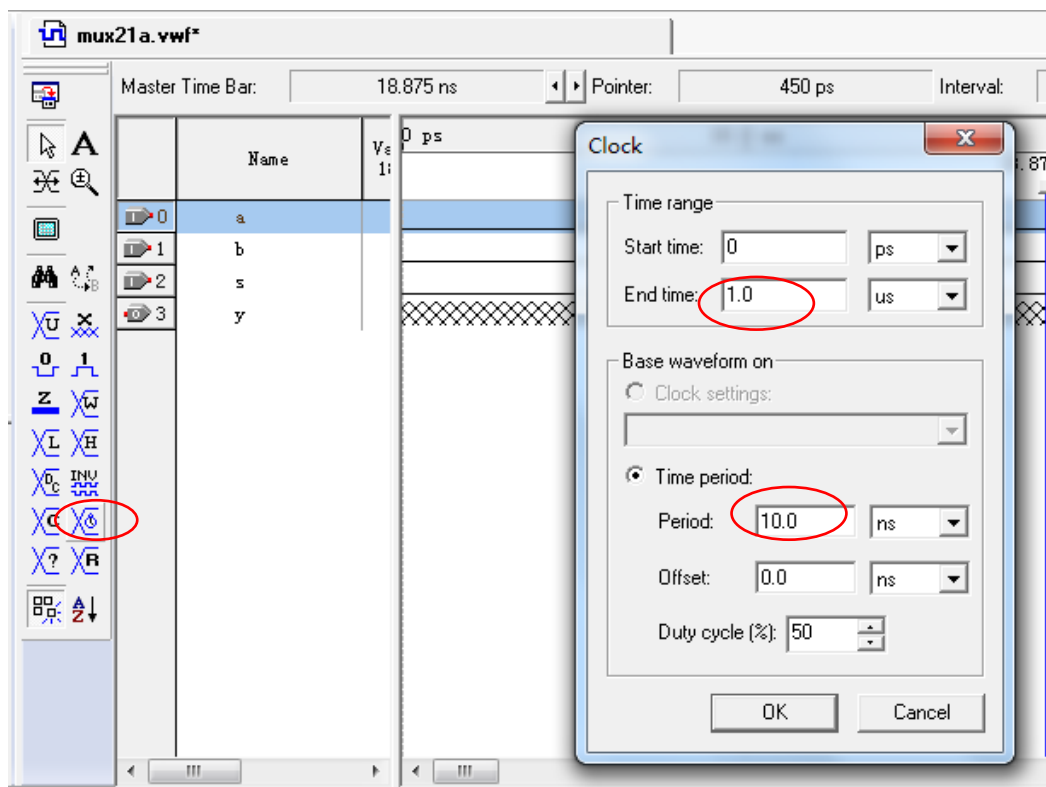 mux21a.vwf*
Master Time Bar: 18.875 ns Pointer: 450 ps Interval:
Name
0 ps
0 a
1 b
2 s
3 y
A
Clock
Time range
Start time: 0 ps
End time: 1.0 us
Base waveform on
Clock settings:
Time period:
Period: 10.0 ns
Offset: 0.0 ns
Duty cycle (%): 50
OK Cancel